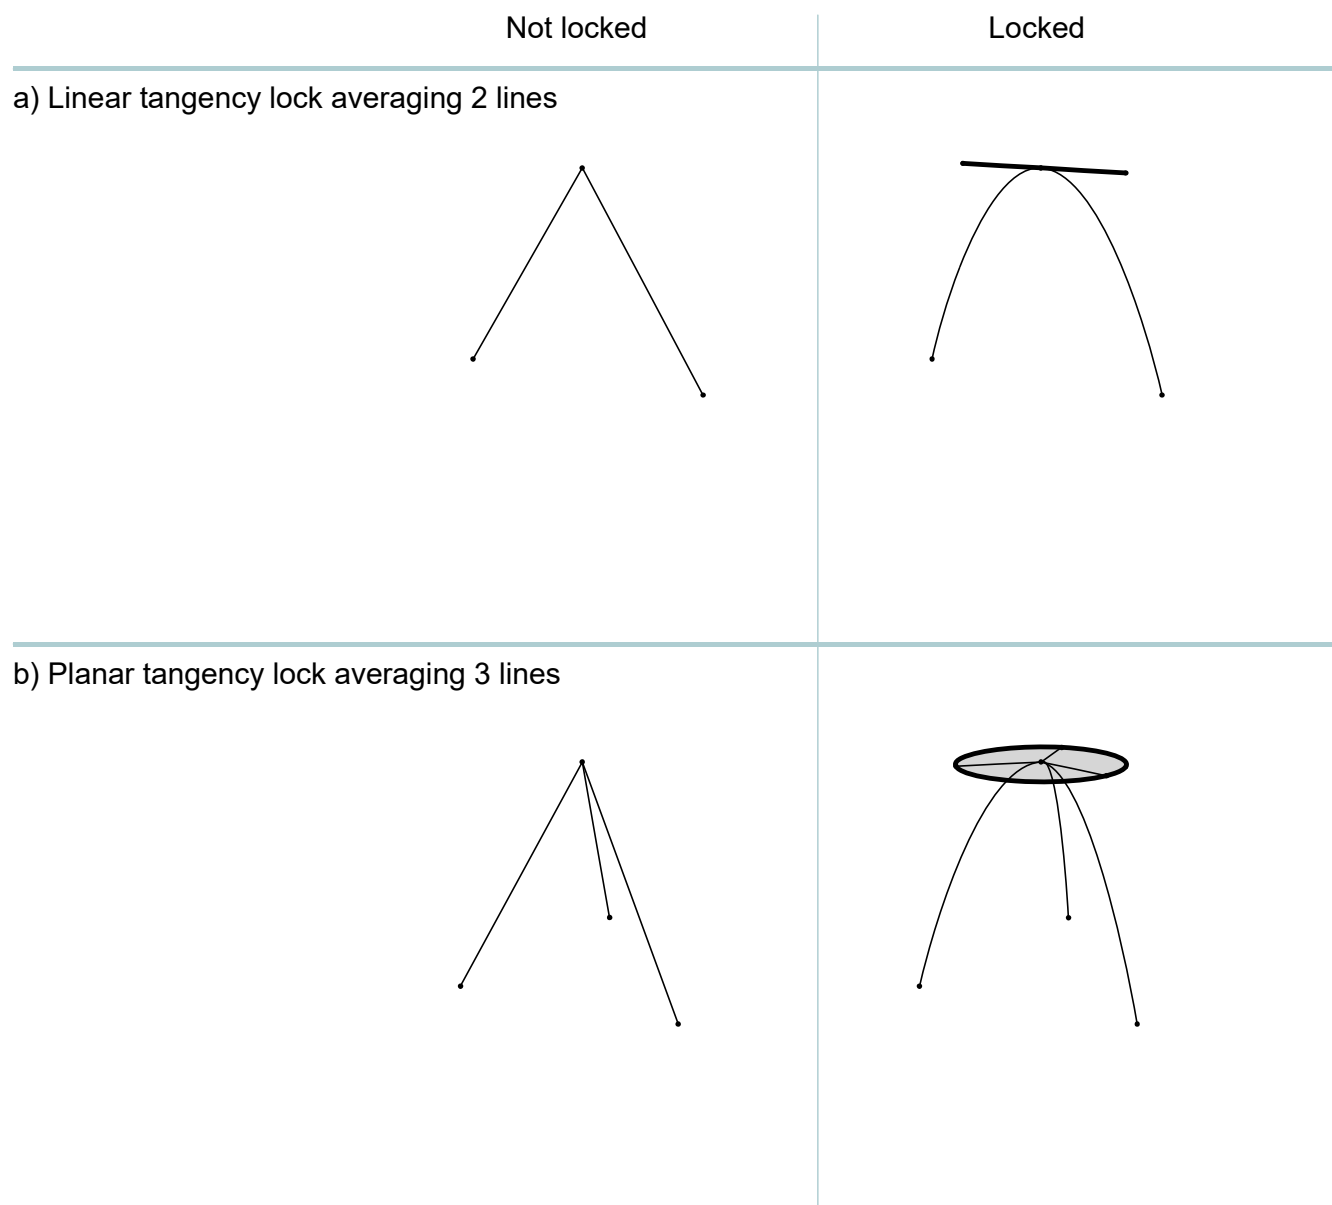 Not locked
Locked
a) Linear tangency lock averaging 2 lines
b) Planar tangency lock averaging 3 lines